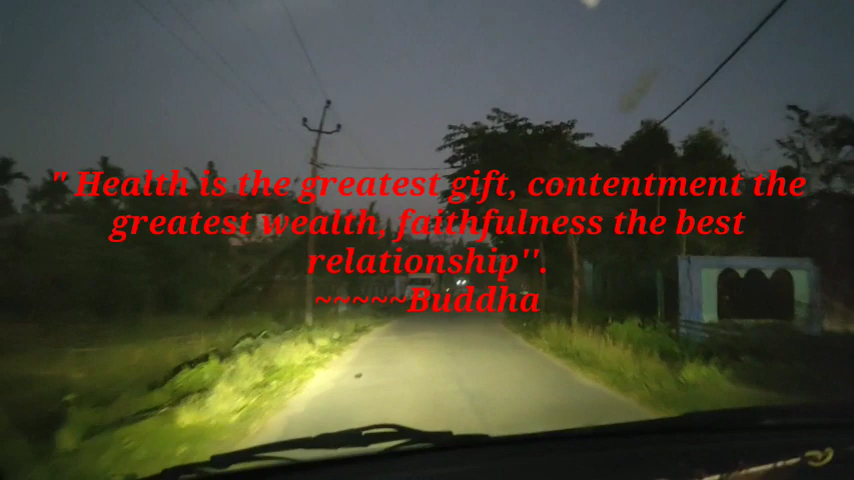 " Health is the greatest gift, contentment the
greatest wealth, faithfulness the best
relationship''.
~~~~~Buddha